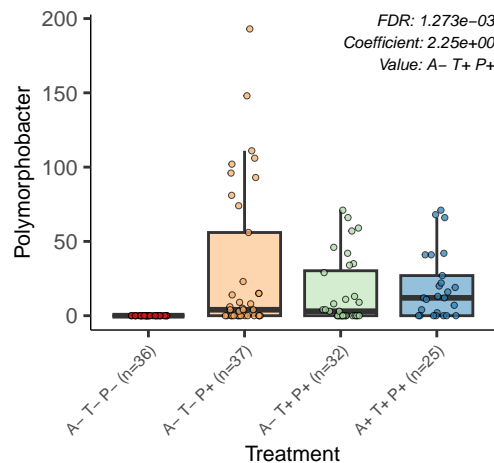 FDR: 1.273e−03
Coefficient: 2.25e+00
Value: A− T+ P+
200
150
100
50
0
Polymorphobacter
A− T− P− (n=36)
A− T− P+ (n=37)
A− T+ P+ (n=32)
A+ T+ P+ (n=25)
Treatment